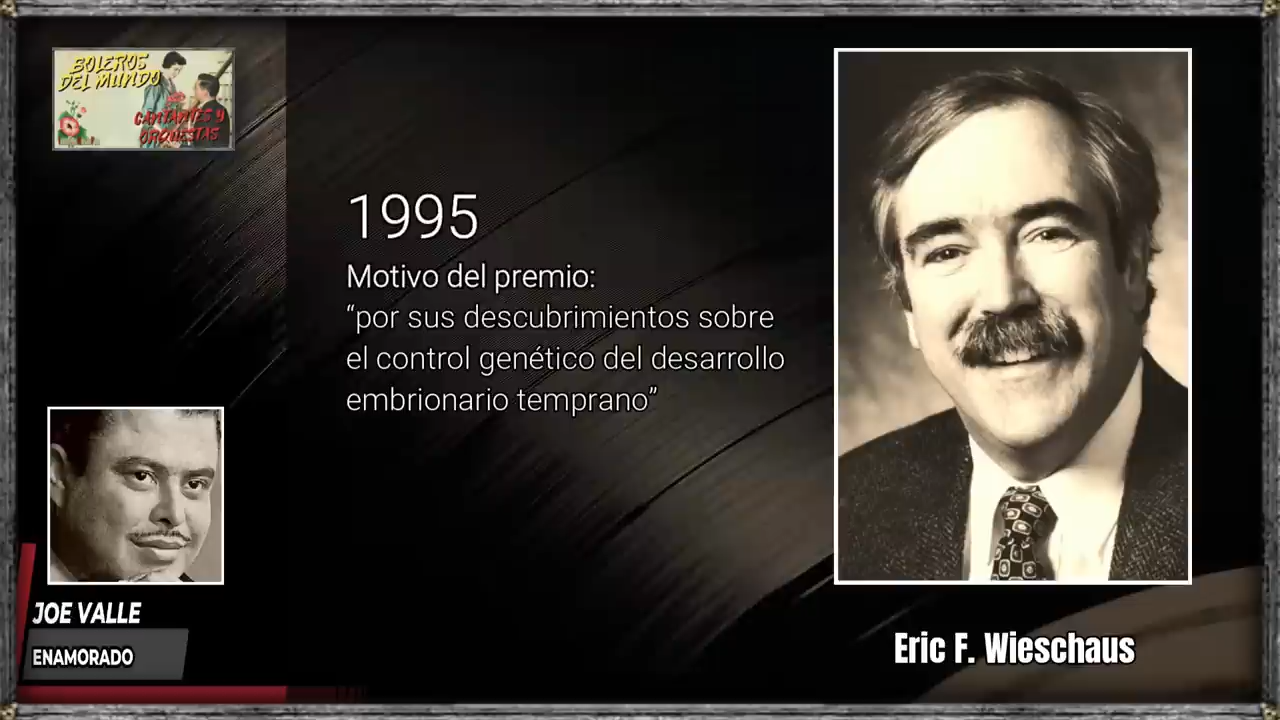 BOLEROS
DEL MUNDO
CANTANTES Y
ORQUESTAS
1995
Motivo del premio:
“por sus descubrimientos sobre
el control genético del desarrollo
embrionario temprano”
JOE VALLE
ENAMORADO
Eric F. Wieschaus